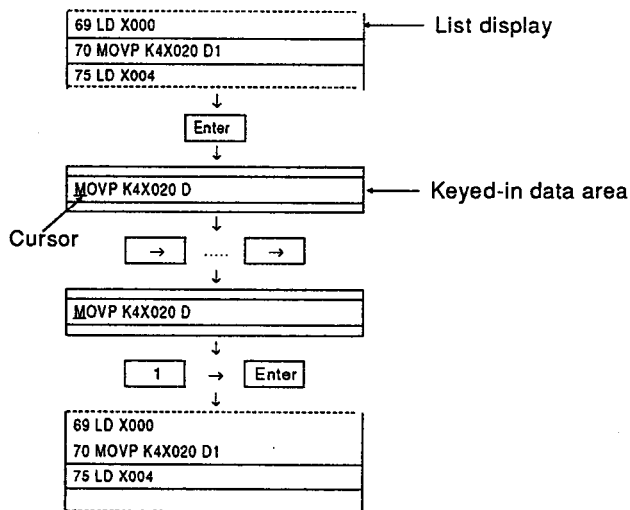 69 LD X000
List display
70 MOVP K4X020 D1
75 LD X004
↓
Enter
↓
MOVP K4X020 D
Keyed-in data area
Cursor
↓
→ ..... →
↓
MOVP K4X020 D
↓
1 → Enter
↓
69 LD X000
70 MOVP K4X020 D1
75 LD X004